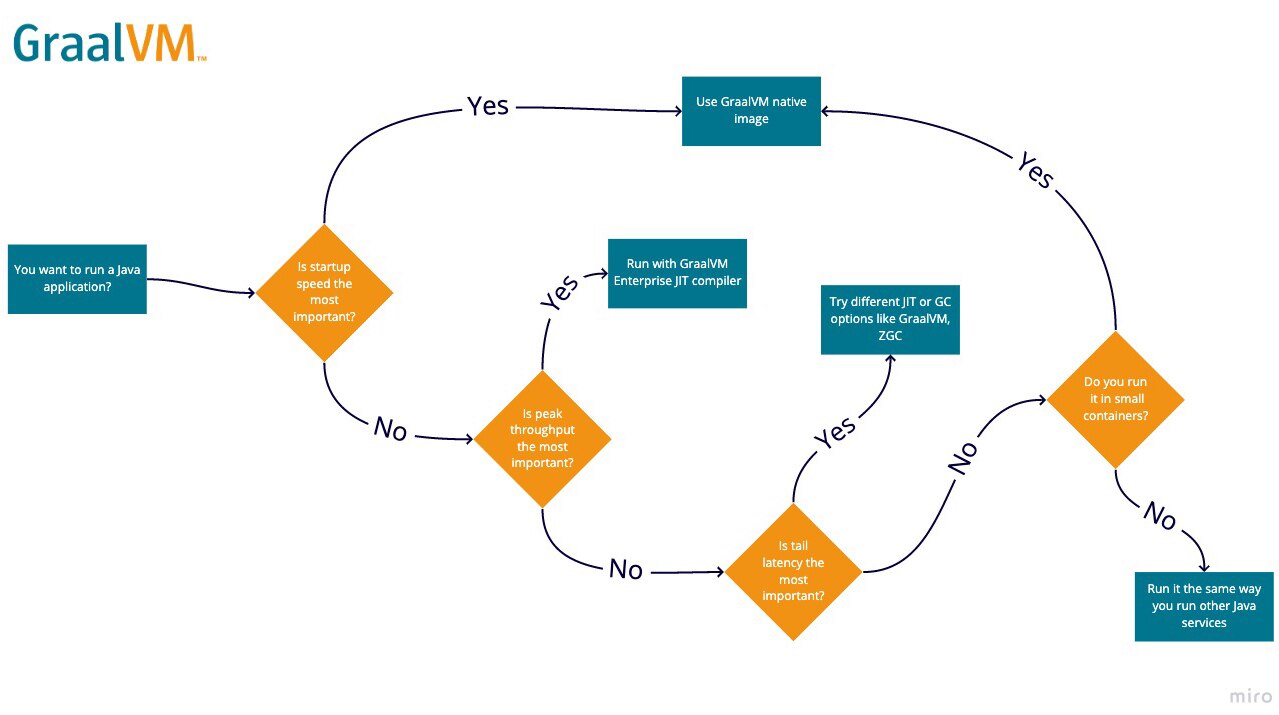 GraalVM™
Yes
Use GraalVM native
image
Yes
You want to run a Java
application?
Is startup
speed the
most
important?
Yes
Run with GraalVM
Enterprise JIT compiler
Try different JIT or GC
options like GraalVM,
ZGC
No
Is peak
throughput
the most
important?
Yes
No
Do you run
it in small
containers?
No
Is tail
latency the
most
important?
No
Run it the same way
you run other Java
services
miro